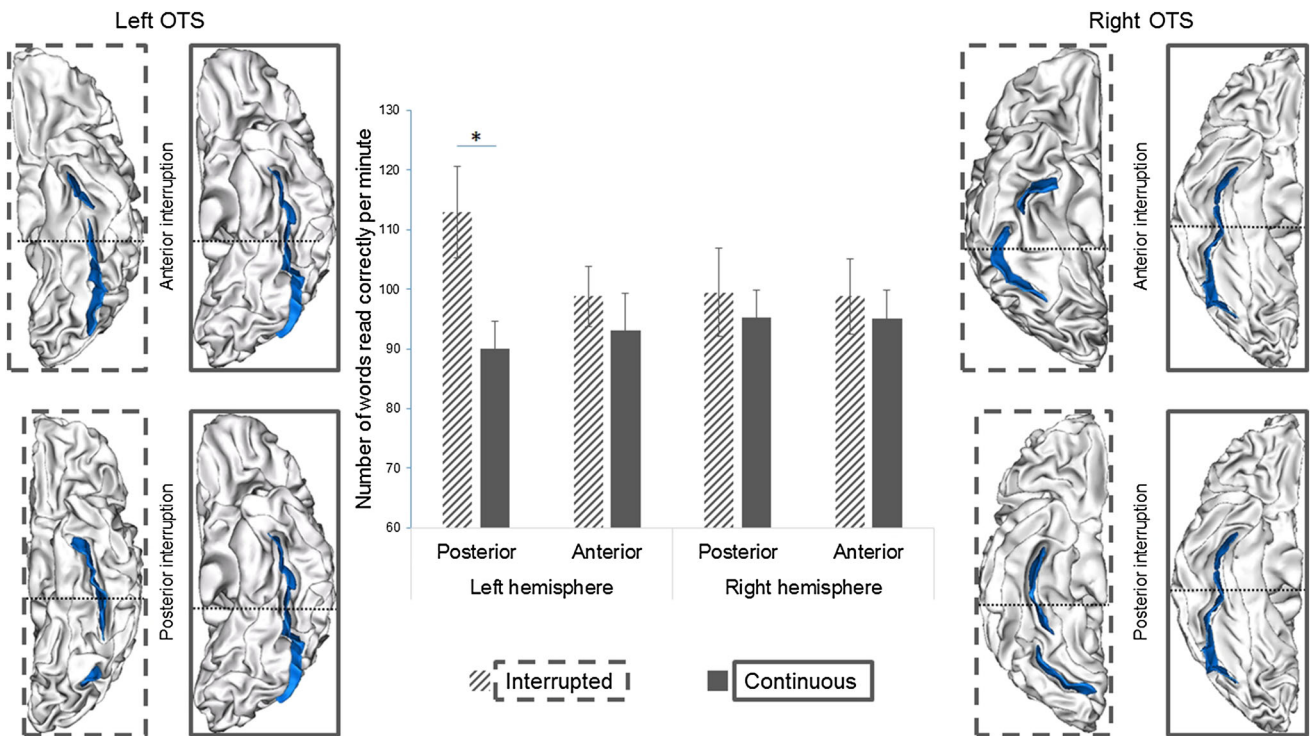 Left OTS
Right OTS
Anterior interruption
Posterior interruption
Number of words read correctly per minute
130
120
110
100
90
80
70
60
*
Posterior Anterior Posterior Anterior
Left hemisphere Right hemisphere
Interrupted Continuous
Anterior interruption
Posterior interruption